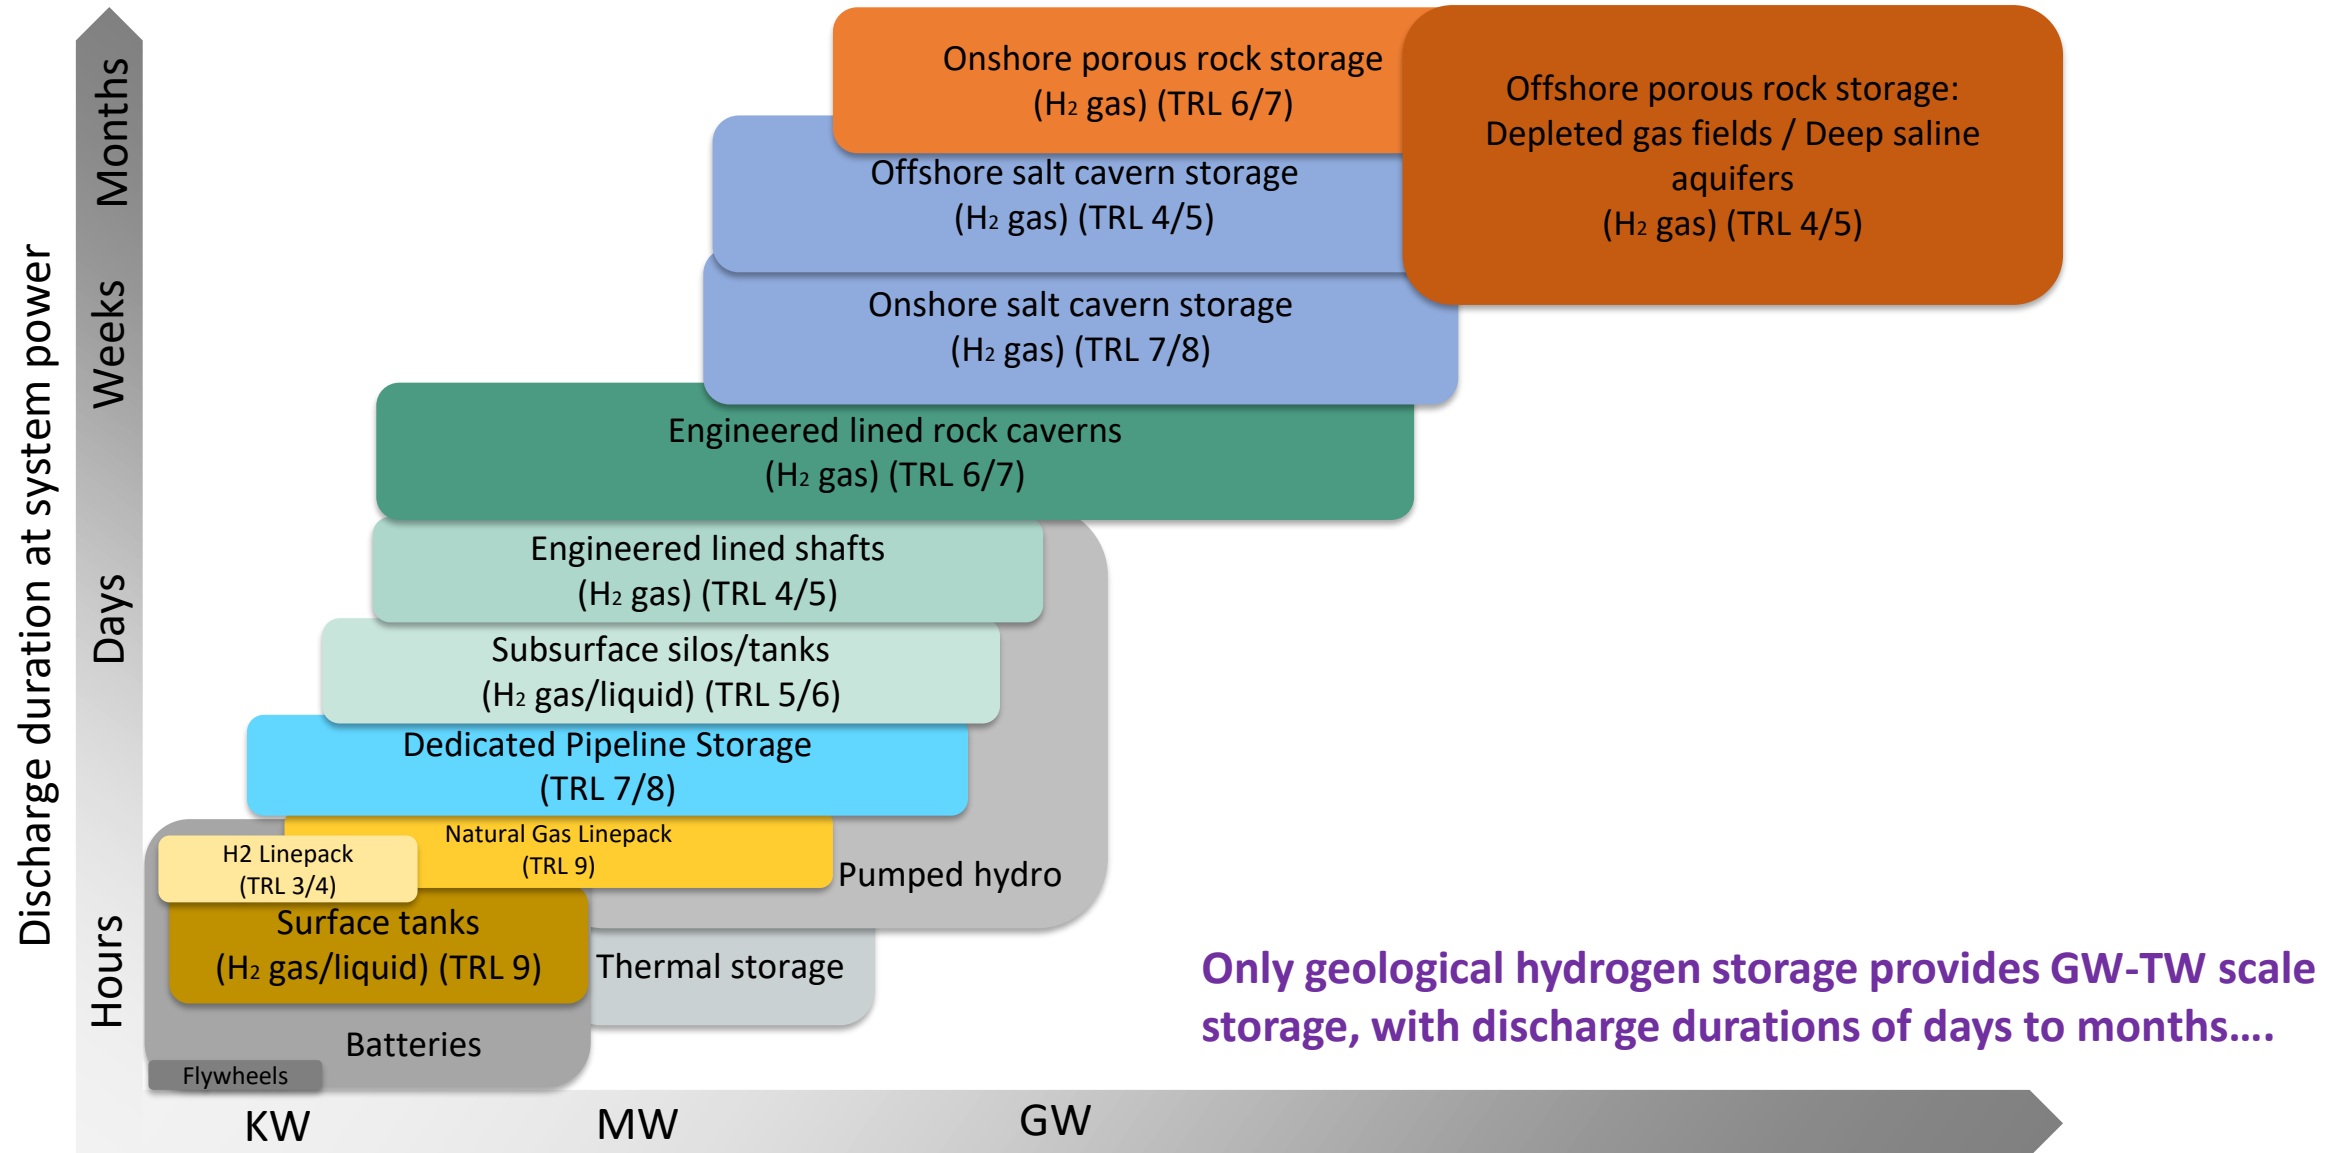 Discharge duration at system power
Months
Weeks
Days
Hours
Onshore porous rock storage
(H₂ gas) (TRL 6/7)
Offshore porous rock storage:
Depleted gas fields / Deep saline
aquifers
(H₂ gas) (TRL 4/5)
Offshore salt cavern storage
(H₂ gas) (TRL 4/5)
Onshore salt cavern storage
(H₂ gas) (TRL 7/8)
Engineered lined rock caverns
(H₂ gas) (TRL 6/7)
Engineered lined shafts
(H₂ gas) (TRL 4/5)
Subsurface silos/tanks
(H₂ gas/liquid) (TRL 5/6)
Dedicated Pipeline Storage
(TRL 7/8)
Natural Gas Linepack
(TRL 9)
H2 Linepack
(TRL 3/4)
Pumped hydro
Surface tanks
(H₂ gas/liquid) (TRL 9)
Thermal storage
Batteries
Flywheels
Only geological hydrogen storage provides GW-TW scale
storage, with discharge durations of days to months....
KW
MW
GW